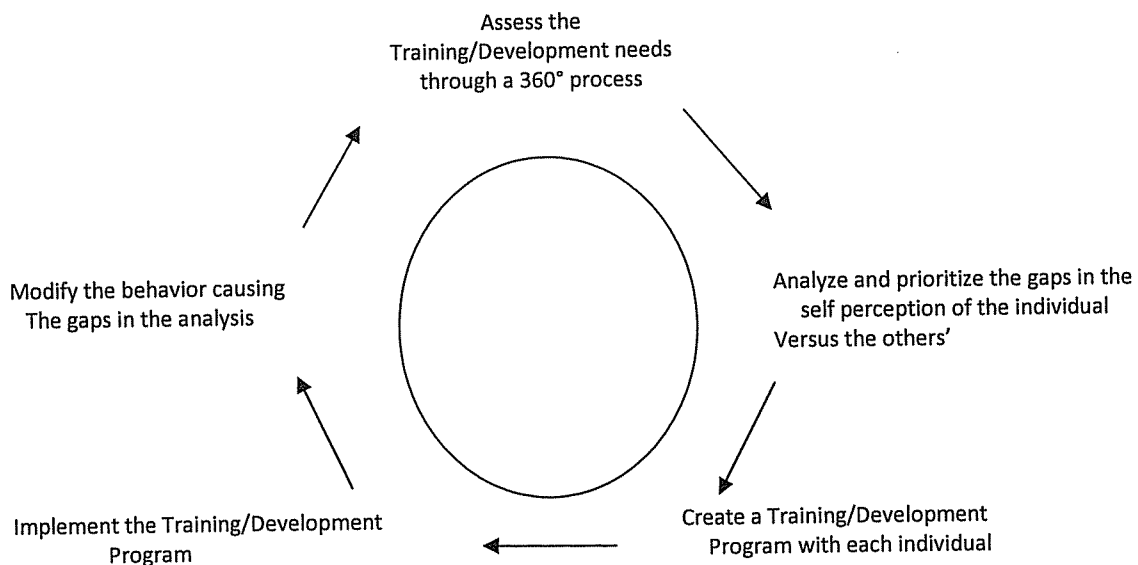 Assess the
Training/Development needs
through a 360° process
Analyze and prioritize the gaps in the
self perception of the individual
Versus the others'
Create a Training/Development
Program with each individual
Implement the Training/Development
Program
Modify the behavior causing
The gaps in the analysis